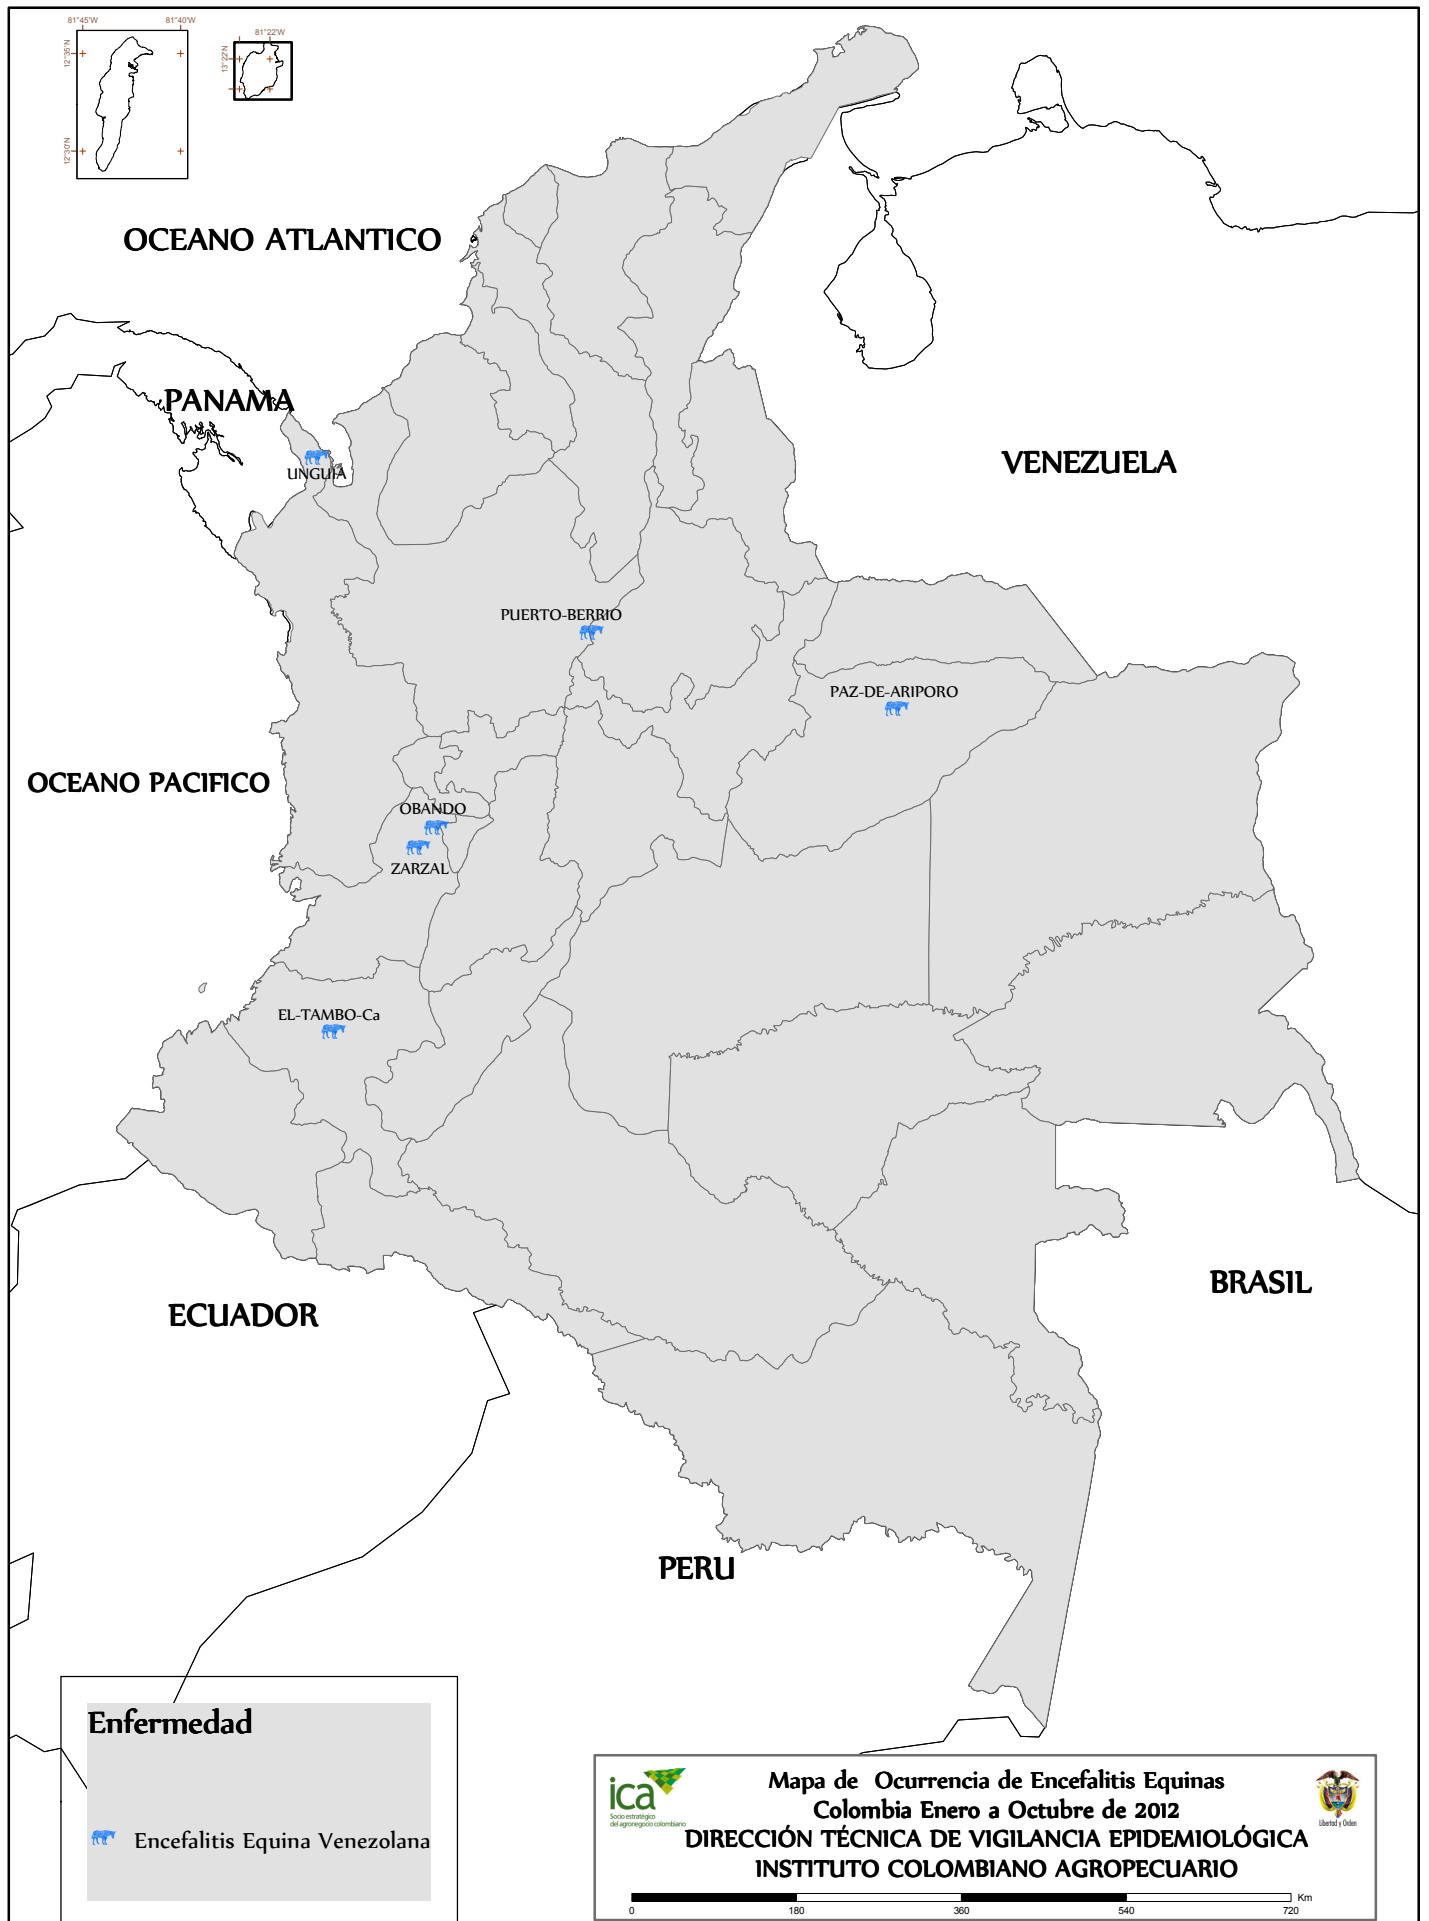 81°45'W
81°40'W
81°22'W
12°35'N
13°22'N
12°30'N
OCEANO ATLANTICO
PANAMA
UNGUIA
VENEZUELA
PUERTO-BERRIO
PAZ-DE-ARIPORO
OCEANO PACIFICO
OBANDO
ZARZAL
EL-TAMBO-Ca
BRASIL
ECUADOR
PERU
Enfermedad
Encefalitis Equina Venezolana
ica
Socio estratégico
del agronegocio colombiano
Mapa de Ocurrencia de Encefalitis Equinas
Colombia Enero a Octubre de 2012
DIRECCIÓN TÉCNICA DE VIGILANCIA EPIDEMIOLÓGICA
INSTITUTO COLOMBIANO AGROPECUARIO
Libertad y Orden
Km
0 180 360 540 720